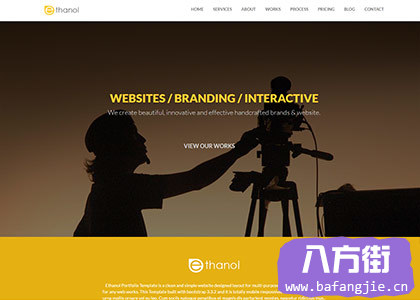 ethanol
HOME SERVICES ABOUT WORKS PROCESS PRICING BLOG CONTACT
WEBSITES / BRANDING / INTERACTIVE
We create beautiful, innovative and effective handcrafted brands & website.
VIEW OUR WORKS
ethanol
Ethanol Portfolio Template is a clean and simple website designed layout for multi-purpose
for any web works. This Template built with bootstrap 3.3.2 and it is totally mobile responsive
八方街
www.bafangjie.cn